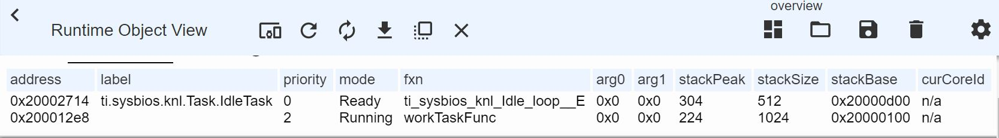 overview
Runtime Object View
address label priority mode fxn arg0 arg1 stackPeak stackSize stackBase curCoreId
0x20002714 ti.sysbios.knl.Task.IdleTask 0 Ready ti_sysbios_knl_Idle_loop__E 0x0 0x0 304 512 0x20000d00 n/a
0x200012e8 2 Running workTaskFunc 0x0 0x0 224 1024 0x20000100 n/a